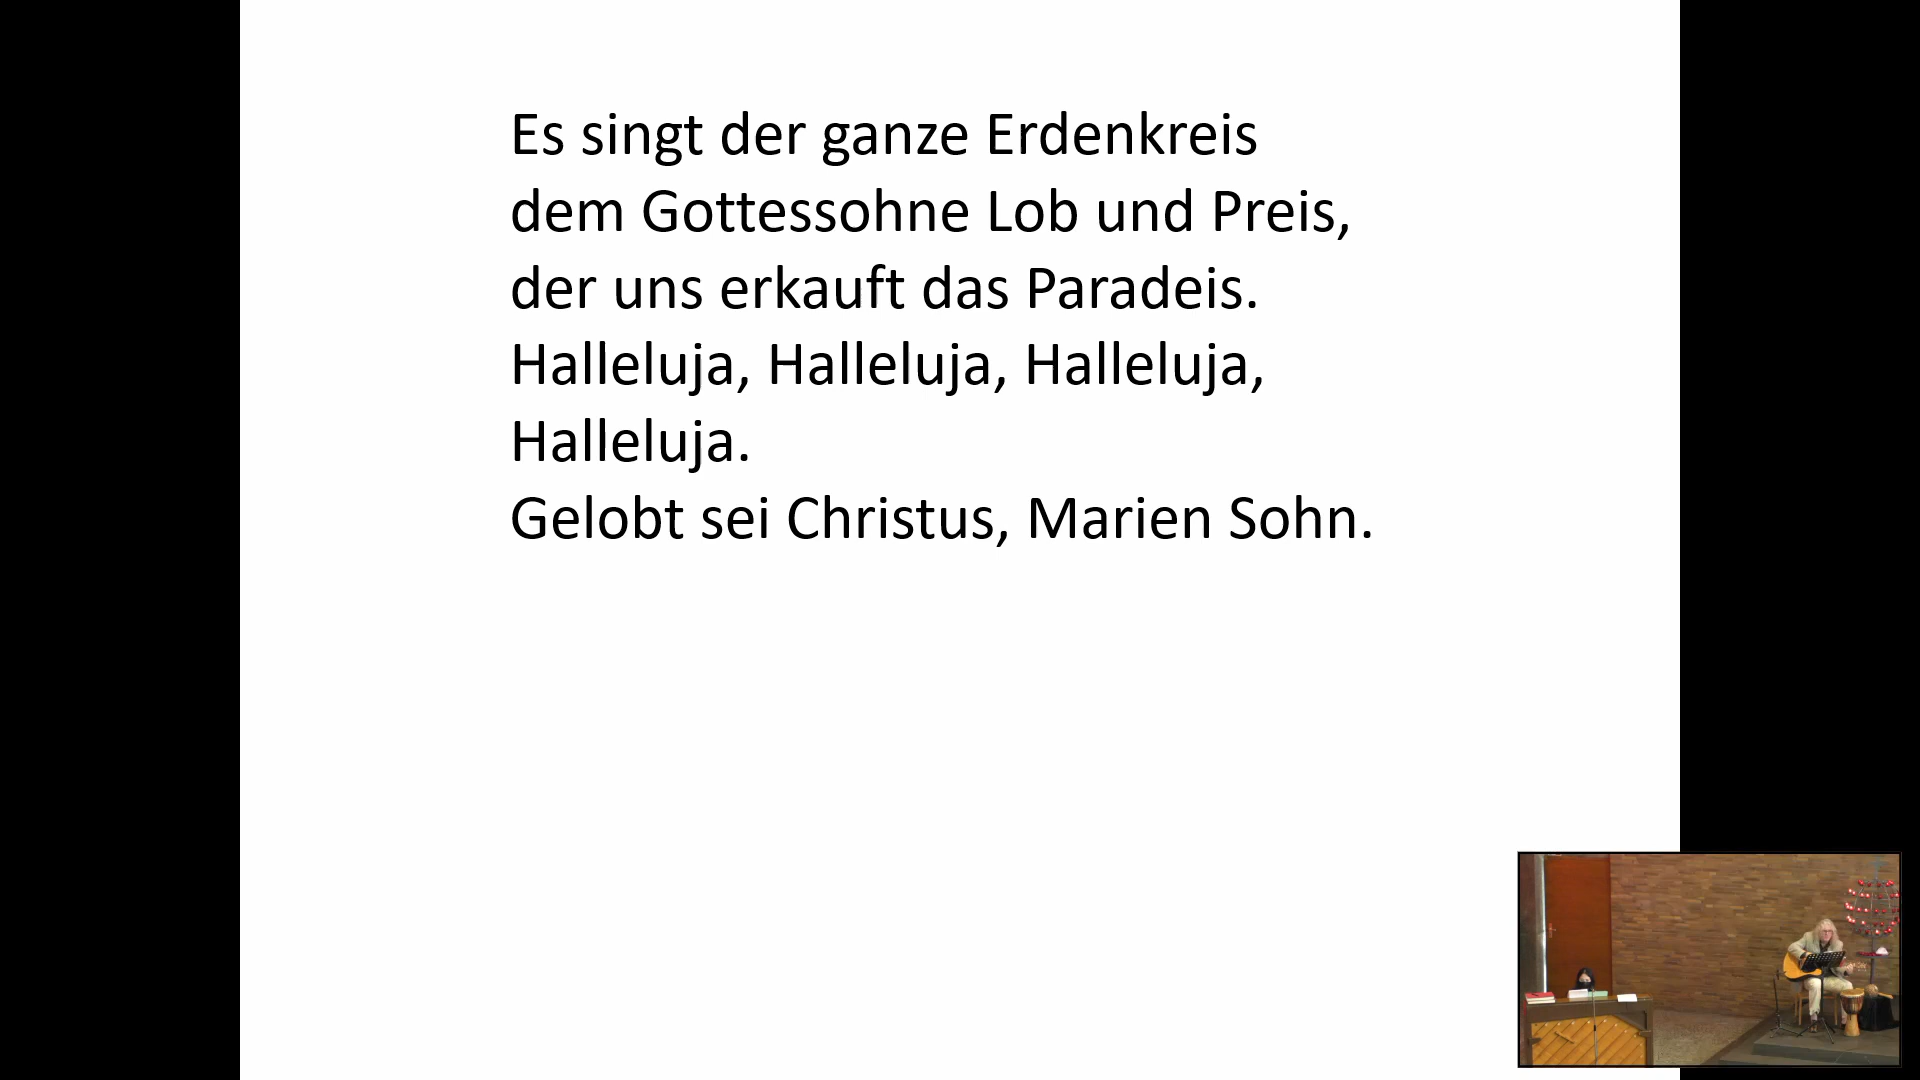 Es singt der ganze Erdenkreis
dem Gottessohne Lob und Preis,
der uns erkauft das Paradeis.
Halleluja, Halleluja, Halleluja,
Halleluja.
Gelobt sei Christus, Marien Sohn.